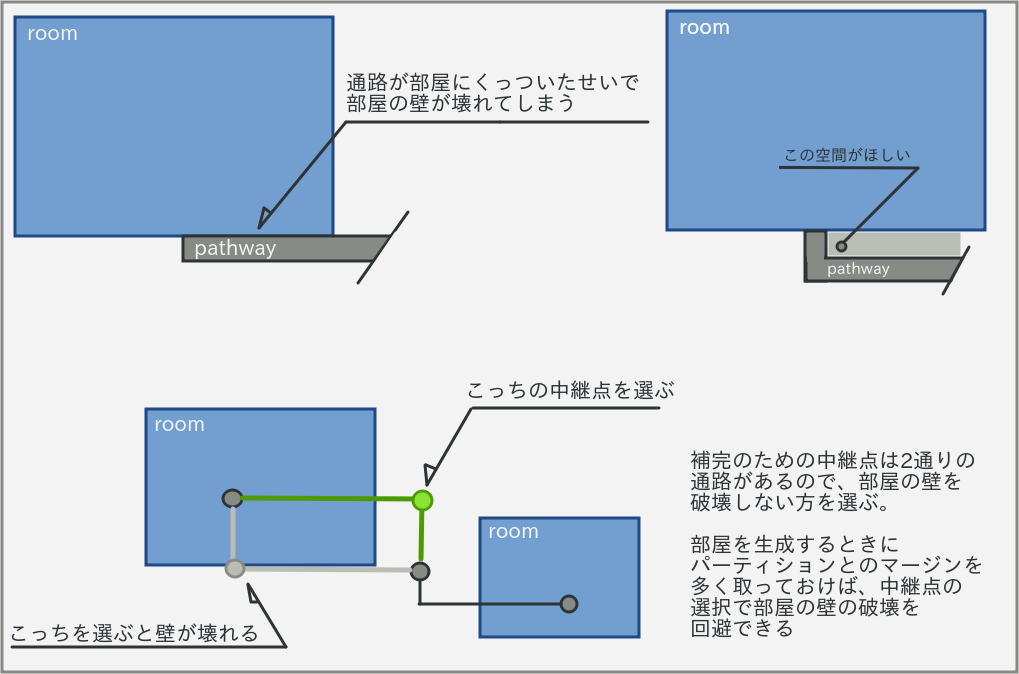 room
通路が部屋にくっついたせいで
部屋の壁が壊れてしまう
pathway
room
この空間がほしい
pathway
こっちの中継点を選ぶ
room
room
こっちを選ぶと壁が壊れる
補完のための中継点は2通りの
通路があるので、部屋の壁を
破壊しない方を選ぶ。
部屋を生成するときに
パーティションとのマージンを
多く取っておけば、中継点の
選択で部屋の壁の破壊を
回避できる